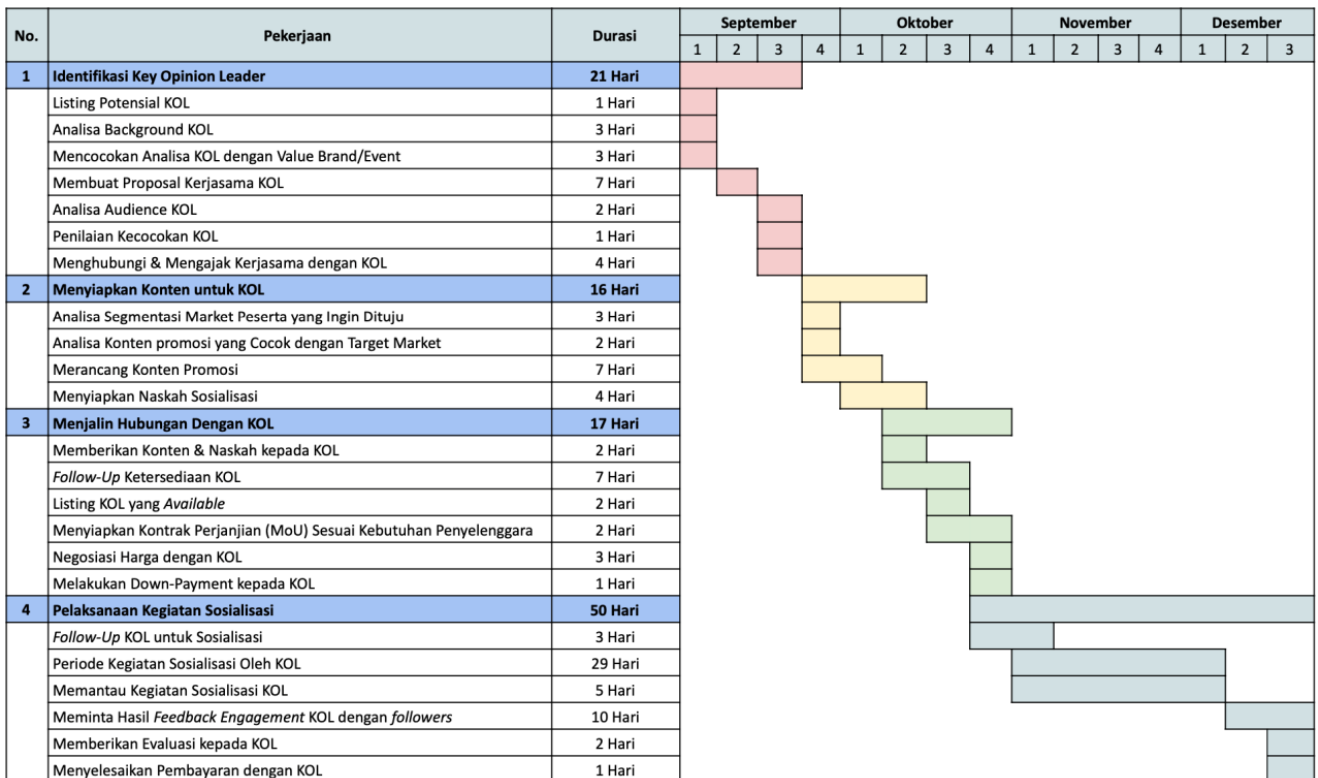 No. Pekerjaan Durasi September Oktober November Desember
1 2 3 4 1 2 3 4 1 2 3 4 1 2 3
1 Identifikasi Key Opinion Leader 21 Hari
Listing Potensial KOL 1 Hari
Analisa Background KOL 3 Hari
Mencocokan Analisa KOL dengan Value Brand/Event 3 Hari
Membuat Proposal Kerjasama KOL 7 Hari
Analisa Audience KOL 2 Hari
Penilaian Kecocokan KOL 1 Hari
Menghubungi & Mengajak Kerjasama dengan KOL 4 Hari
2 Menyiapkan Konten untuk KOL 16 Hari
Analisa Segmentasi Market Peserta yang Ingin Dituju 3 Hari
Analisa Konten promosi yang Cocok dengan Target Market 2 Hari
Merancang Konten Promosi 7 Hari
Menyiapkan Naskah Sosialisasi 4 Hari
3 Menjalin Hubungan Dengan KOL 17 Hari
Memberikan Konten & Naskah kepada KOL 2 Hari
Follow-Up Ketersediaan KOL 7 Hari
Listing KOL yang Available 2 Hari
Menyiapkan Kontrak Perjanjian (MoU) Sesuai Kebutuhan Penyelenggara 2 Hari
Negosiasi Harga dengan KOL 3 Hari
Melakukan Down-Payment kepada KOL 1 Hari
4 Pelaksanaan Kegiatan Sosialisasi 50 Hari
Follow-Up KOL untuk Sosialisasi 3 Hari
Periode Kegiatan Sosialisasi Oleh KOL 29 Hari
Memantau Kegiatan Sosialisasi KOL 5 Hari
Meminta Hasil Feedback Engagement KOL dengan followers 10 Hari
Memberikan Evaluasi kepada KOL 2 Hari
Menyelesaikan Pembayaran dengan KOL 1 Hari